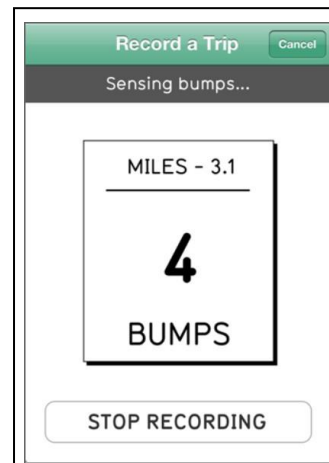 Record a Trip
Cancel
Sensing bumps...
MILES - 3.1
4
BUMPS
STOP RECORDING